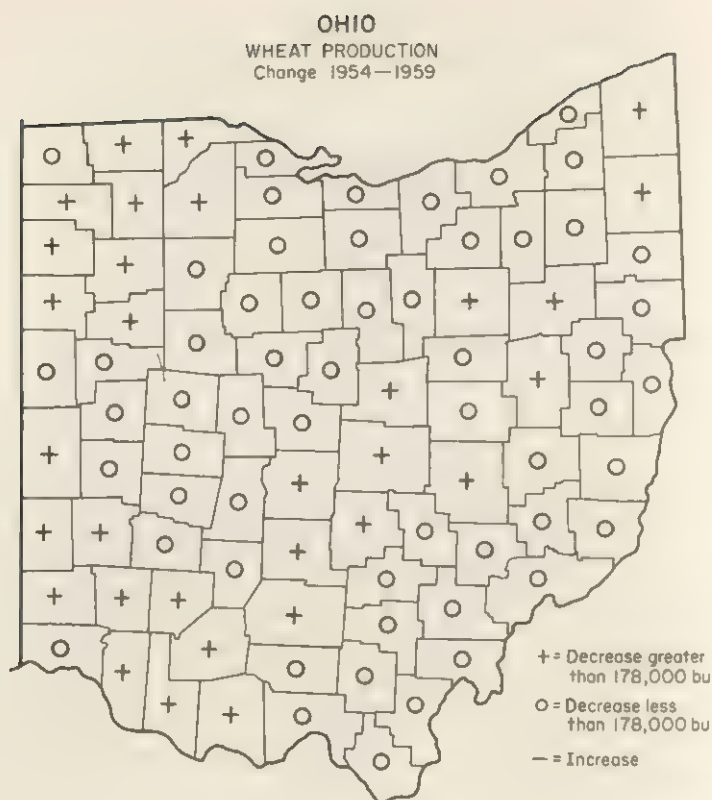 OHIO
WHEAT PRODUCTION
Change 1954—1959
+ = Decrease greater
than 178,000 bu
O = Decrease less
than 178,000 bu
— = Increase